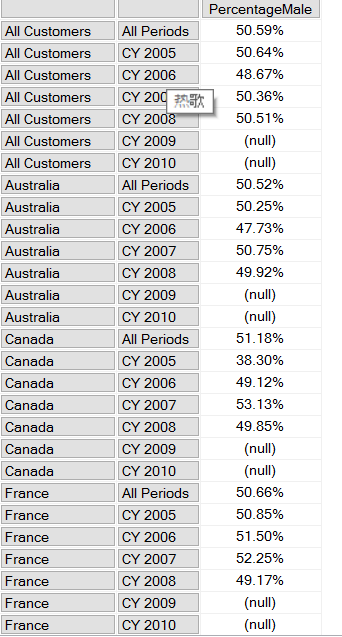 PercentageMale
All Customers All Periods 50.59%
All Customers CY 2005 50.64%
All Customers CY 2006 48.67%
All Customers CY 200 50.36%
热歌
All Customers CY 2008 50.51%
All Customers CY 2009 (null)
All Customers CY 2010 (null)
Australia All Periods 50.52%
Australia CY 2005 50.25%
Australia CY 2006 47.73%
Australia CY 2007 50.75%
Australia CY 2008 49.92%
Australia CY 2009 (null)
Australia CY 2010 (null)
Canada All Periods 51.18%
Canada CY 2005 38.30%
Canada CY 2006 49.12%
Canada CY 2007 53.13%
Canada CY 2008 49.85%
Canada CY 2009 (null)
Canada CY 2010 (null)
France All Periods 50.66%
France CY 2005 50.85%
France CY 2006 51.50%
France CY 2007 52.25%
France CY 2008 49.17%
France CY 2009 (null)
France CY 2010 (null)